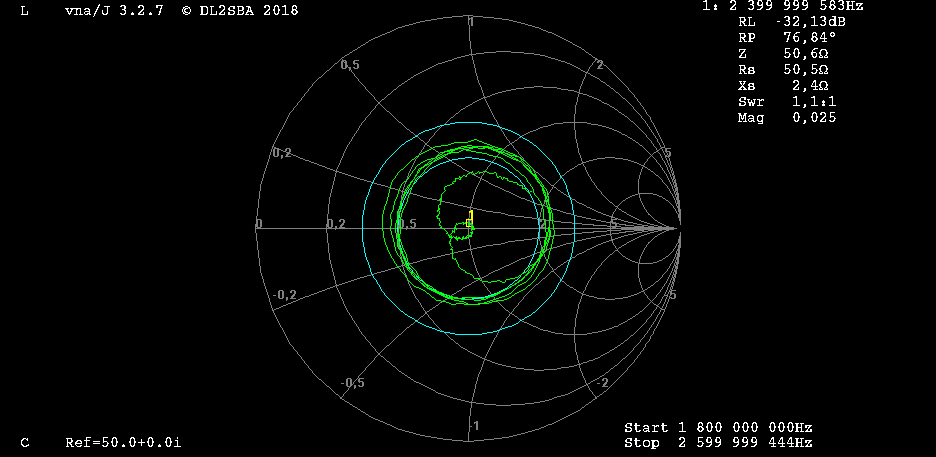 L vna/J 3.2.7 © DL2SBA 2018
1: 2 399 999 583Hz
RL -32,13dB
RP 76,84°
Z 50,6Ω
Rs 50,5Ω
Xs 2,4Ω
Swr 1,1:1
Mag 0,025
1
0,5
2
0,2
5
0
0,2
0,5
2
5
-0,2
-5
-0,5
-2
-1
1
Start 1 800 000 000Hz
Stop 2 599 999 444Hz
C Ref=50.0+0.0i